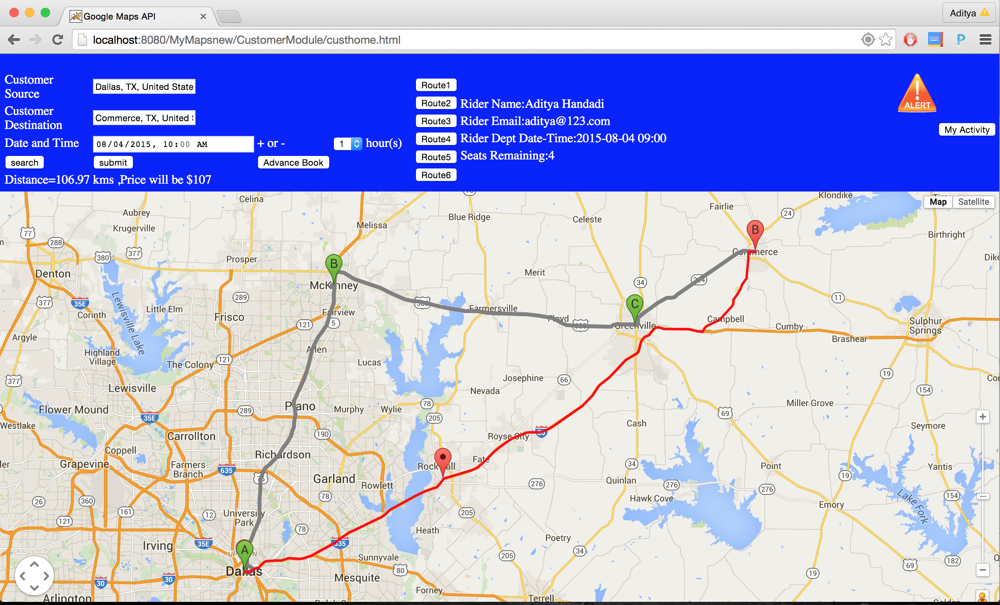 Google Maps API
Aditya
localhost:8080/MyMapsnew/CustomerModule/custhome.html
P
Customer Source
Dallas, TX, United State
Customer Destination
Commerce, TX, United
Date and Time
08/04/2015, 10:00 AM
+ or -
1
hour(s)
search
submit
Advance Book
Distance=106.97 kms ,Price will be $107
Route1
Route2
Route3
Route4
Route5
Route6
Rider Name:Aditya Handadi
Rider Email:aditya@123.com
Rider Dept Date-Time:2015-08-04 09:00
Seats Remaining:4
ALERT
My Activity
Map
Satellite
Celina
Aubrey
Krugerville
Melissa
Blue Ridge
Celeste
Fairlie
Klondike
24
Birthright
77
288
377
380
Prosper
B
B
Commerce
Dike
Denton
McKinney
Merit
34
224
C
377
35E
289
Corinth
Little Elm
Lewisville Lake
Frisco
Fairview
380
Farmersville
Floyd
380
Greenville
11
Campbell
Cumby
Brashear
Sulphur Springs
121
5
Argyle
Highland Village
The Colony
121
Allen
Lucas
377
Lewisville
Josephine
66
Nevada
19
154
Flower Mound
35E
289
Plano
Murphy
Wylie
78
205
Miller Grove
69
Westlake
Carrollton
190
Royse City
30
Cash
Seymore
Coppell
Grapevine
Farmers Branch
635
Richardson
75
Garland
Rowlett
Rockwall
Fate
276
34
Quinlan
276
Hawk Cove
Point
276
19
Yantis
Lake Fork
154
26
360
161
121
12
University Park
78
78
Heath
205
Emory
Irving
35E
635
Sunnyvale
Poetry
34
205
A
Dallas
80
Mesquite
30
30
19
69
182
Forney
Terrell
Arlington